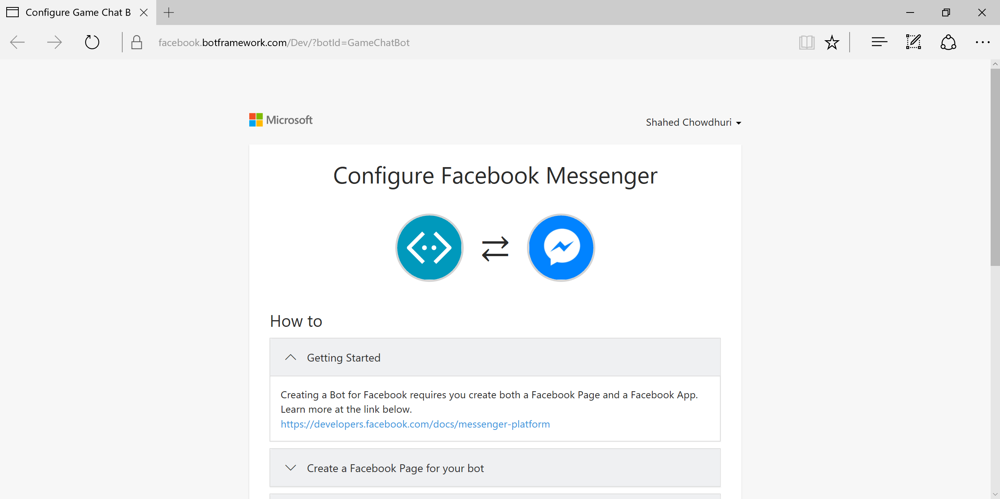 Configure Game Chat B
facebook.botframework.com/Dev/?botId=GameChatBot
Microsoft
Shahed Chowdhuri
Configure Facebook Messenger
How to
Getting Started
Creating a Bot for Facebook requires you create both a Facebook Page and a Facebook App.
Learn more at the link below.
https://developers.facebook.com/docs/messenger-platform
Create a Facebook Page for your bot